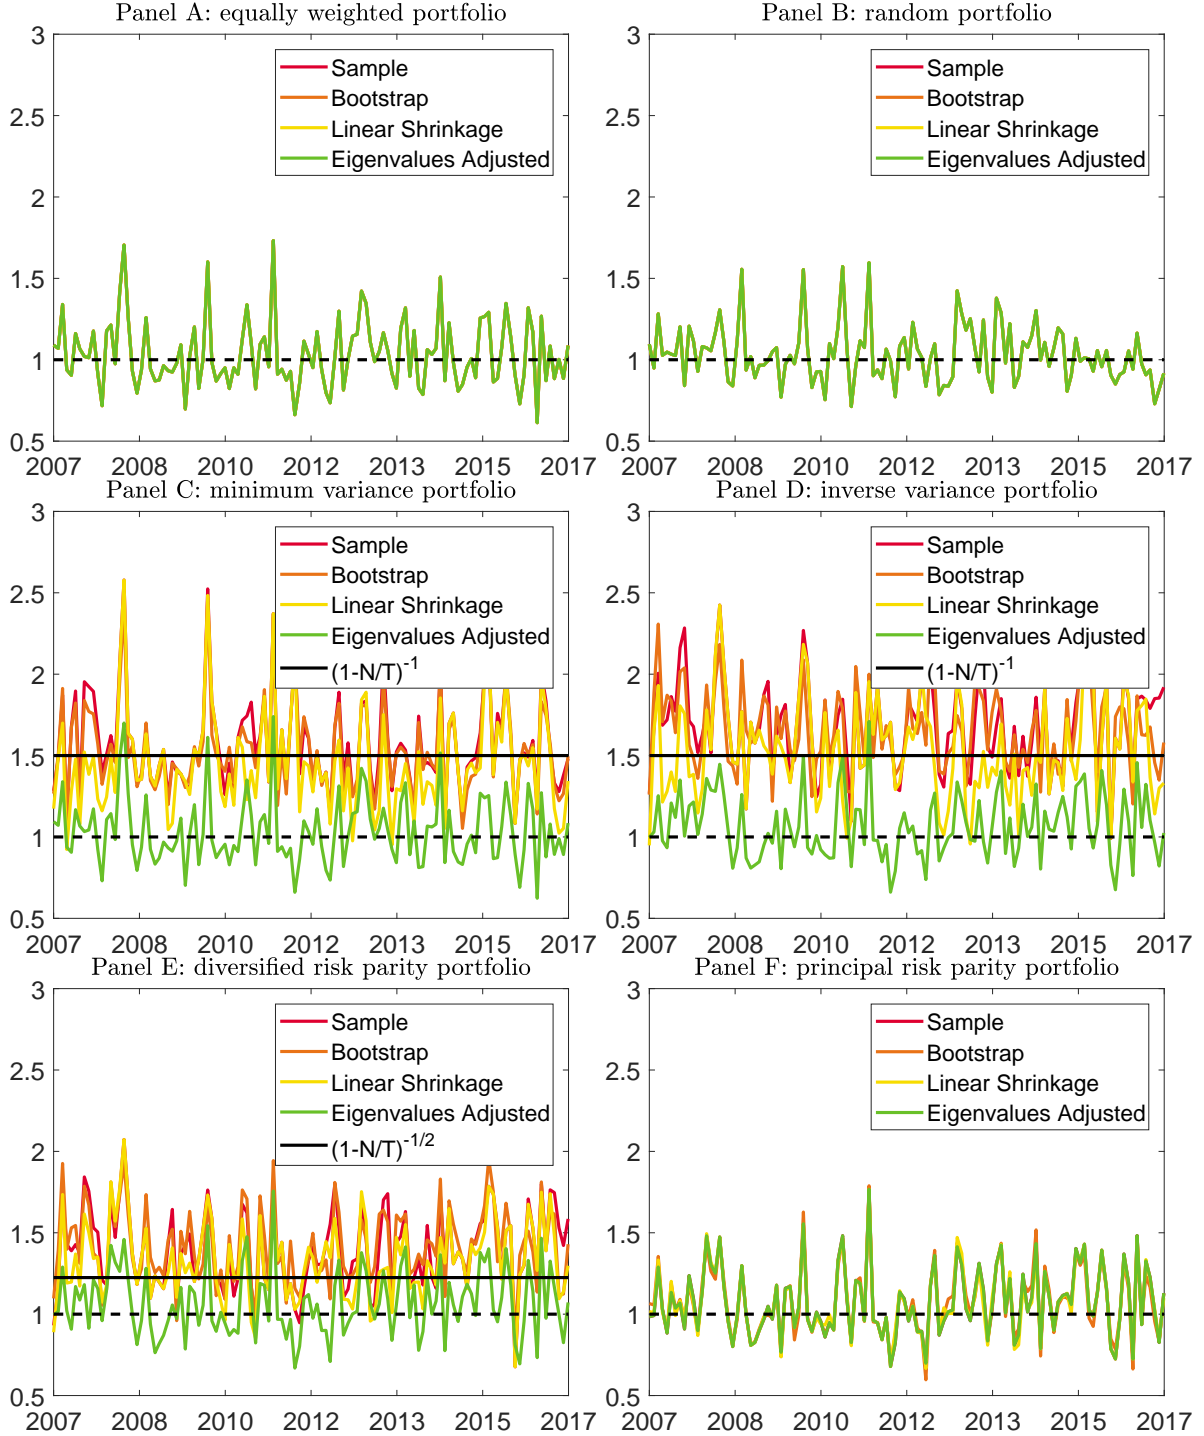 Panel A: equally weighted portfolio
3
2.5
2
1.5
1
0.5
2007 2008 2010 2012 2013 2015 2017
Sample
Bootstrap
Linear Shrinkage
Eigenvalues Adjusted
Panel B: random portfolio
3
2.5
2
1.5
1
0.5
2007 2008 2010 2012 2013 2015 2017
Sample
Bootstrap
Linear Shrinkage
Eigenvalues Adjusted
Panel C: minimum variance portfolio
3
2.5
2
1.5
1
0.5
2007 2008 2010 2012 2013 2015 2017
Sample
Bootstrap
Linear Shrinkage
Eigenvalues Adjusted
(1-N/T)^-1
Panel D: inverse variance portfolio
3
2.5
2
1.5
1
0.5
2007 2008 2010 2012 2013 2015 2017
Sample
Bootstrap
Linear Shrinkage
Eigenvalues Adjusted
(1-N/T)^-1
Panel E: diversified risk parity portfolio
3
2.5
2
1.5
1
0.5
2007 2008 2010 2012 2013 2015 2017
Sample
Bootstrap
Linear Shrinkage
Eigenvalues Adjusted
(1-N/T)^-1/2
Panel F: principal risk parity portfolio
3
2.5
2
1.5
1
0.5
2007 2008 2010 2012 2013 2015 2017
Sample
Bootstrap
Linear Shrinkage
Eigenvalues Adjusted